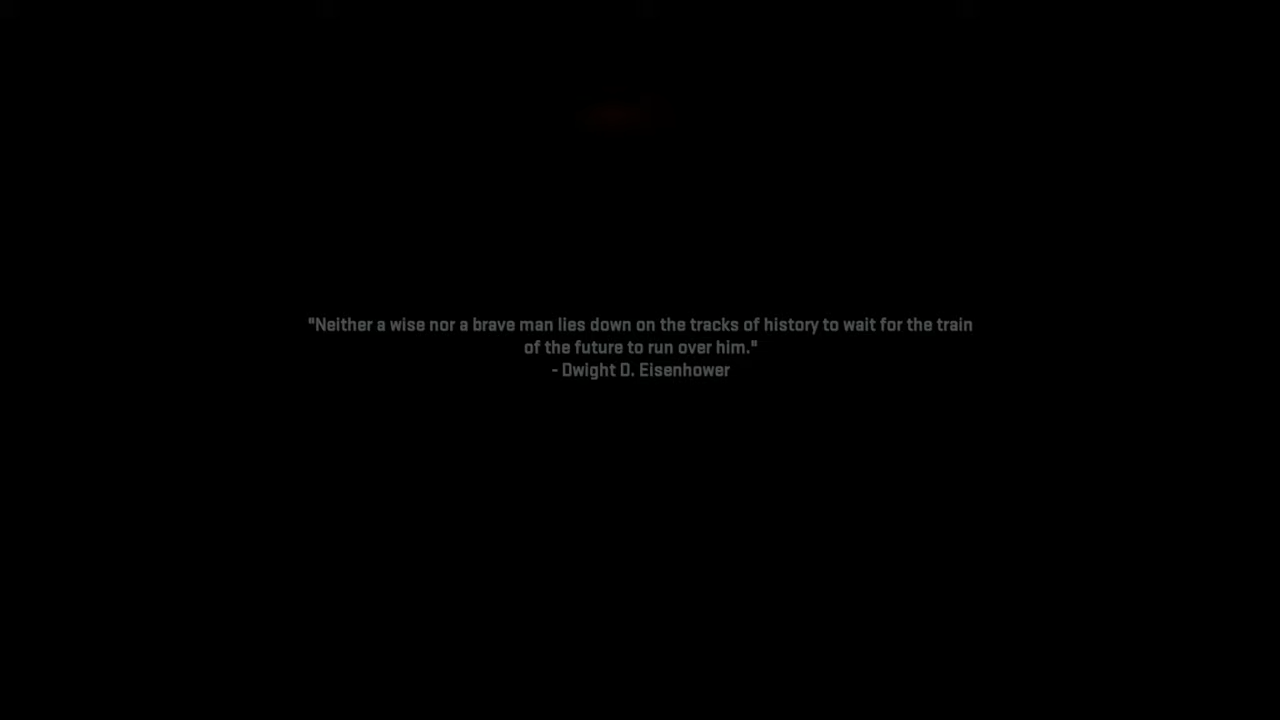 "Neither a wise nor a brave man lies down on the tracks of history to wait for the train
of the future to run over him."
- Dwight D. Eisenhower